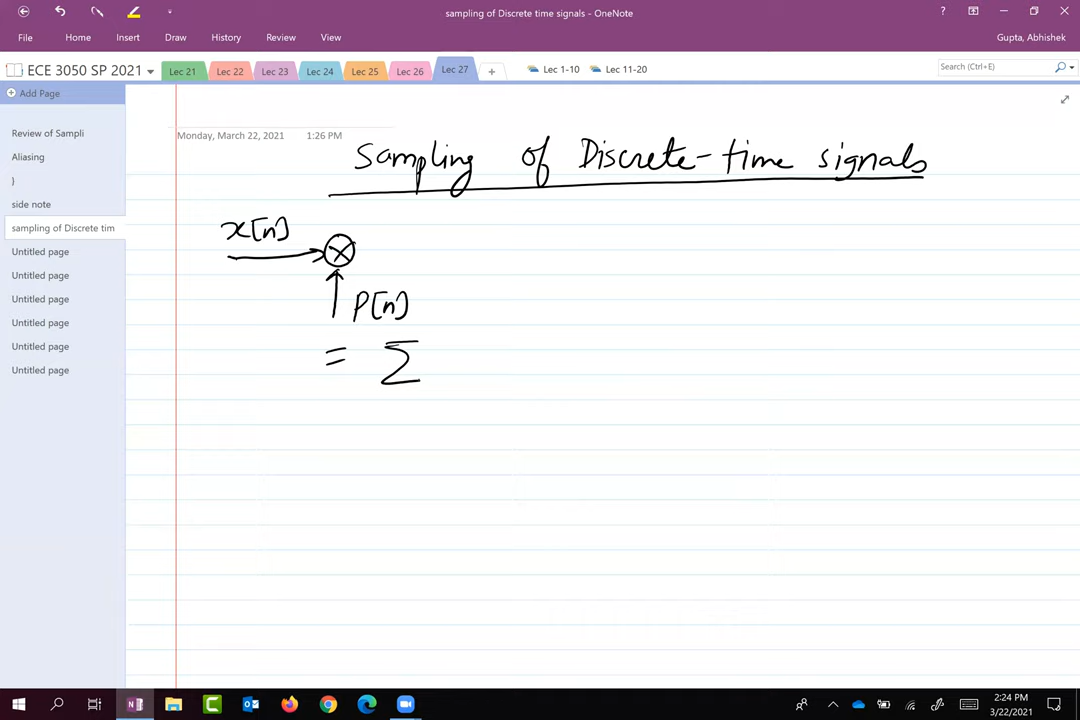 sampling of Discrete time signals - OneNote
File Home Insert Draw History Review View
Gupta, Abhishek
ECE 3050 SP 2021
Lec 21 Lec 22 Lec 23 Lec 24 Lec 25 Lec 26 Lec 27 + Lec 1-10 Lec 11-20
Search (Ctrl+E)
Add Page
Review of Sampli
Aliasing
}
side note
sampling of Discrete tim
Untitled page
Untitled page
Untitled page
Untitled page
Untitled page
Untitled page
Monday, March 22, 2021 1:26 PM
Sampling of Discrete-time signals
x[n]
p[n]
= Σ
2:24 PM
3/22/2021